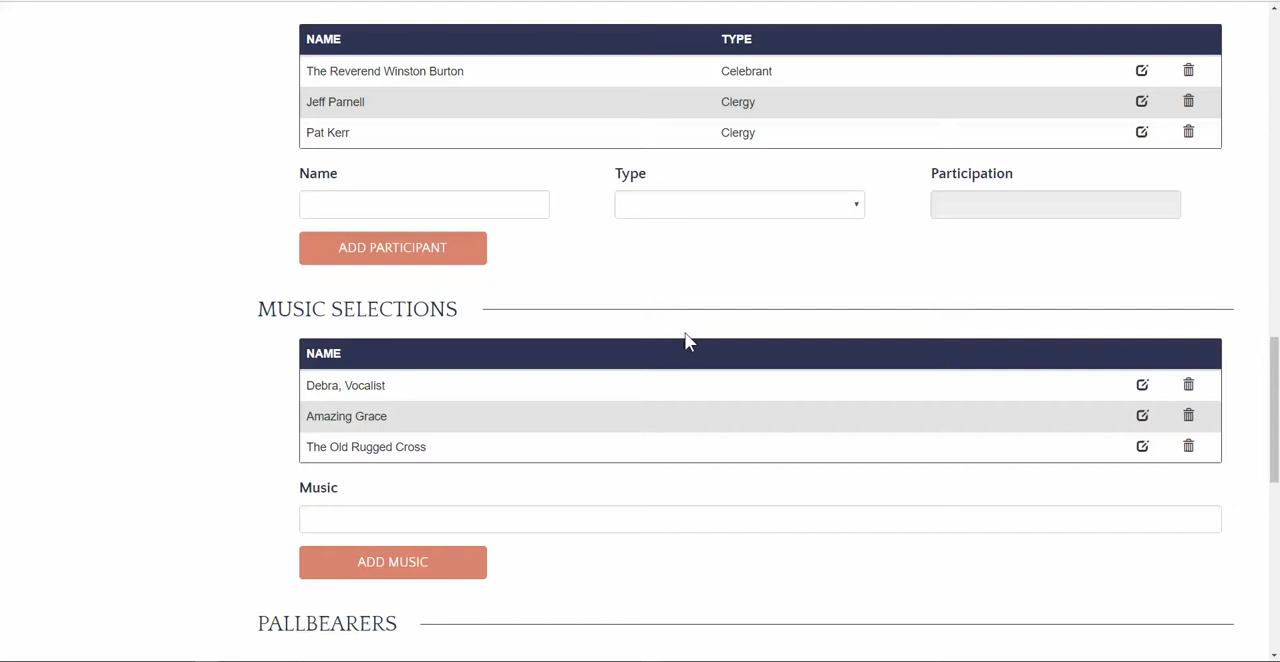 NAME TYPE
The Reverend Winston Burton Celebrant
Jeff Parnell Clergy
Pat Kerr Clergy
Name Type Participation
ADD PARTICIPANT
MUSIC SELECTIONS
NAME
Debra, Vocalist
Amazing Grace
The Old Rugged Cross
Music
ADD MUSIC
PALLBEARERS